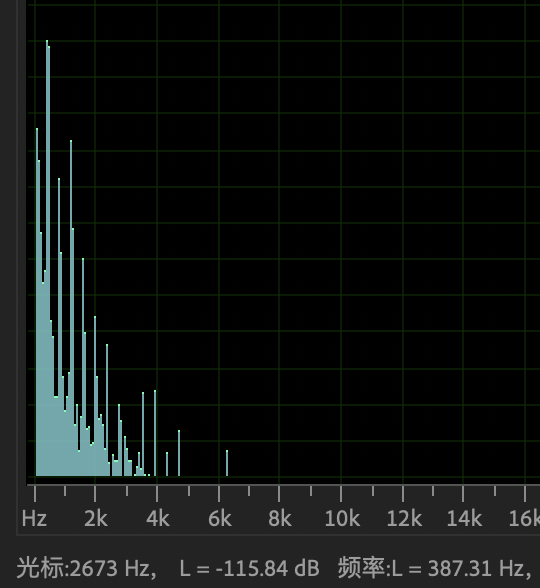 Hz 2k 4k 6k 8k 10k 12k 14k 16k
光标:2673 Hz， L = -115.84 dB 频率:L = 387.31 Hz,